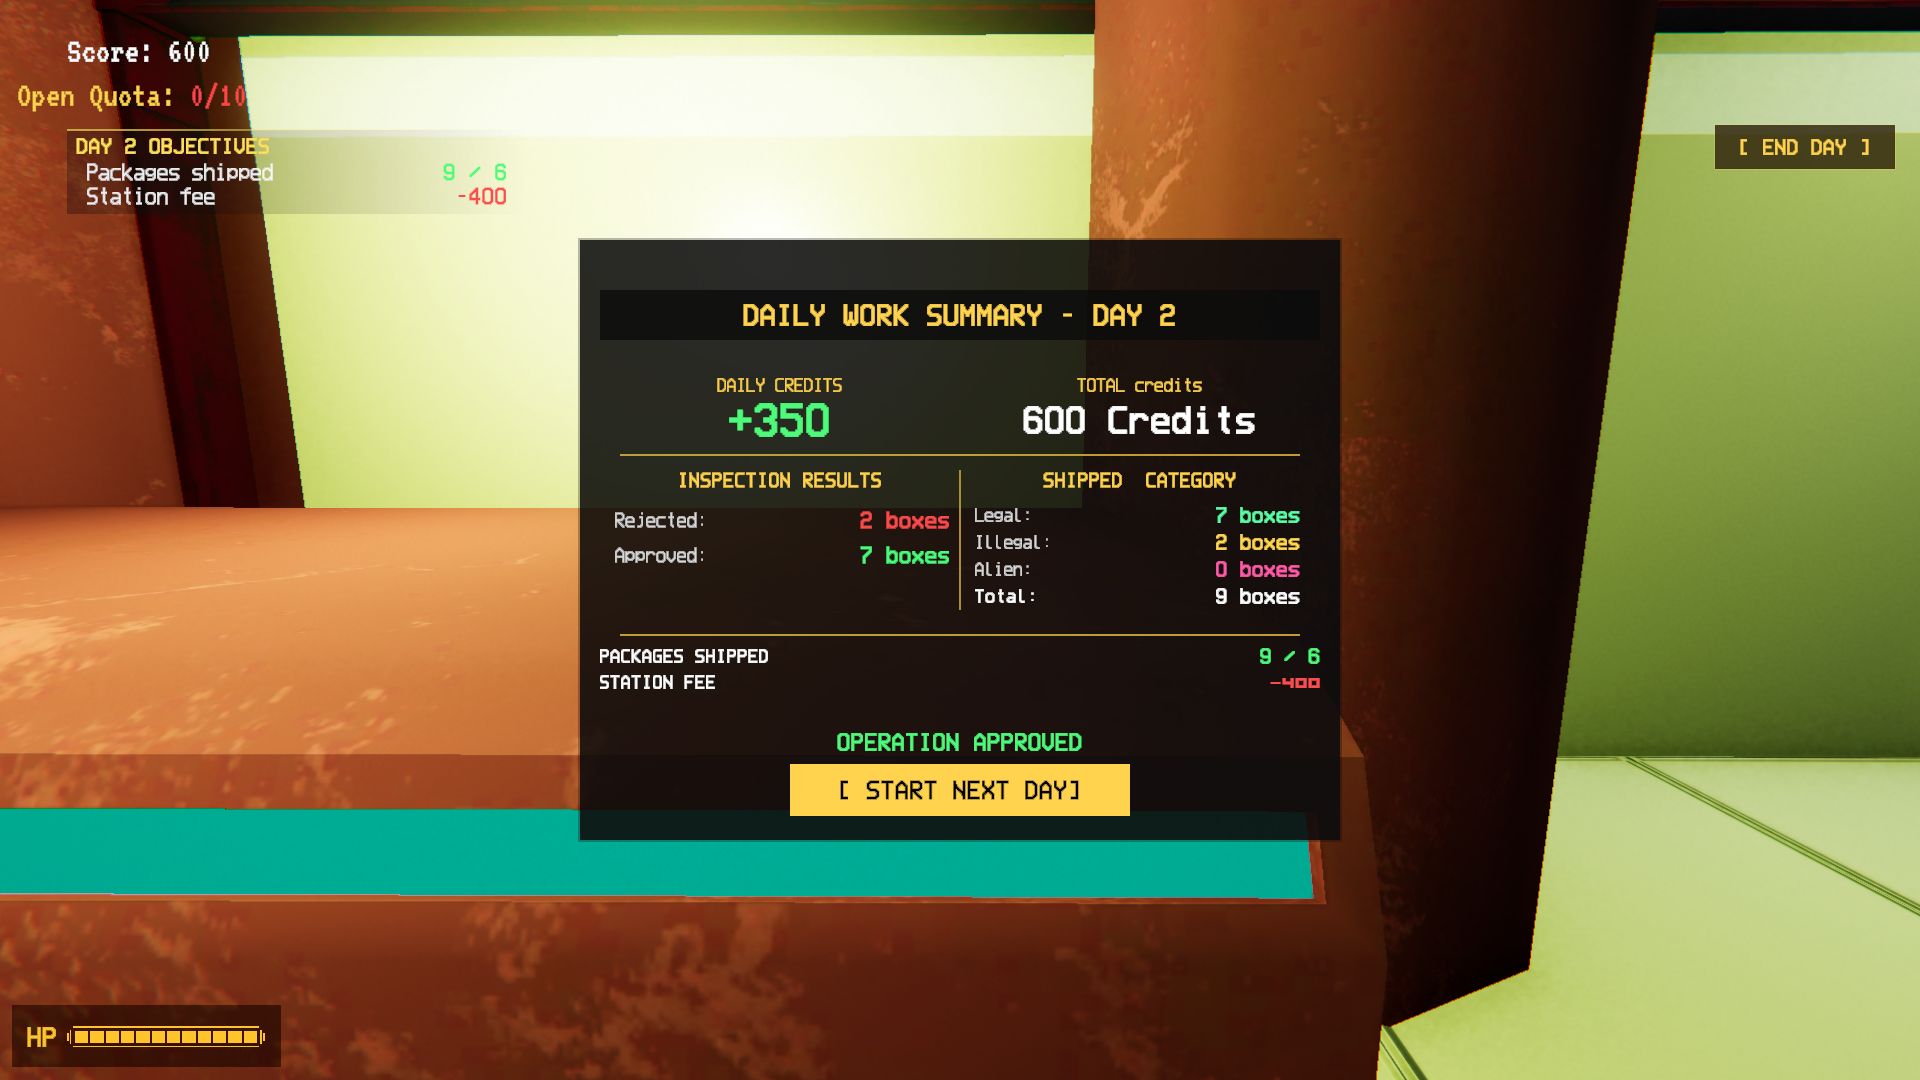 Score: 600
Open Quota: 0/10
DAY 2 OBJECTIVES
Packages shipped 9 / 6
Station fee -400
[ END DAY ]
DAILY WORK SUMMARY - DAY 2
DAILY CREDITS
+350
TOTAL credits
600 Credits
INSPECTION RESULTS
Rejected: 2 boxes
Approved: 7 boxes
SHIPPED CATEGORY
Legal: 7 boxes
Illegal: 2 boxes
Alien: 0 boxes
Total: 9 boxes
PACKAGES SHIPPED 9 / 6
STATION FEE -400
OPERATION APPROVED
[ START NEXT DAY]
HP